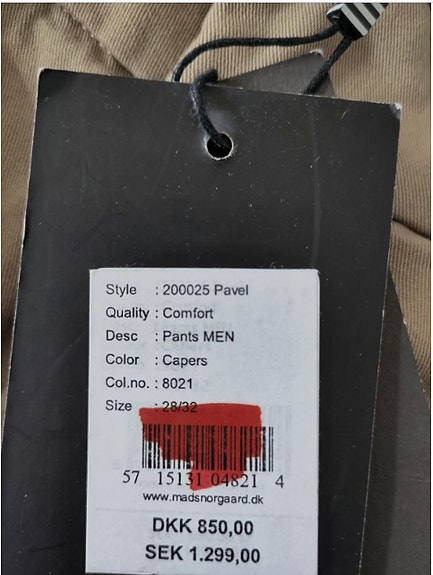 Style : 200025 Pavel
Quality : Comfort
Desc : Pants MEN
Color : Capers
Col.no. : 8021
Size : 28/32
57 15131 04821 4
www.madsnorgaard.dk
DKK 850,00
SEK 1.299,00